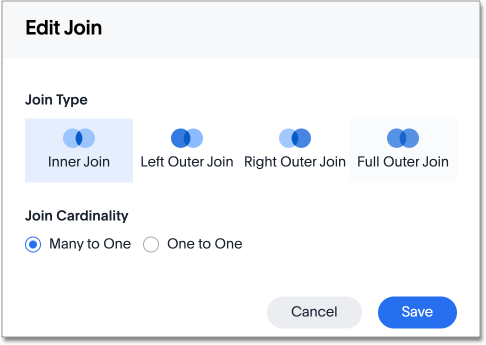 Edit Join
Join Type
Inner Join Left Outer Join Right Outer Join Full Outer Join
Join Cardinality
Many to One One to One
Cancel Save